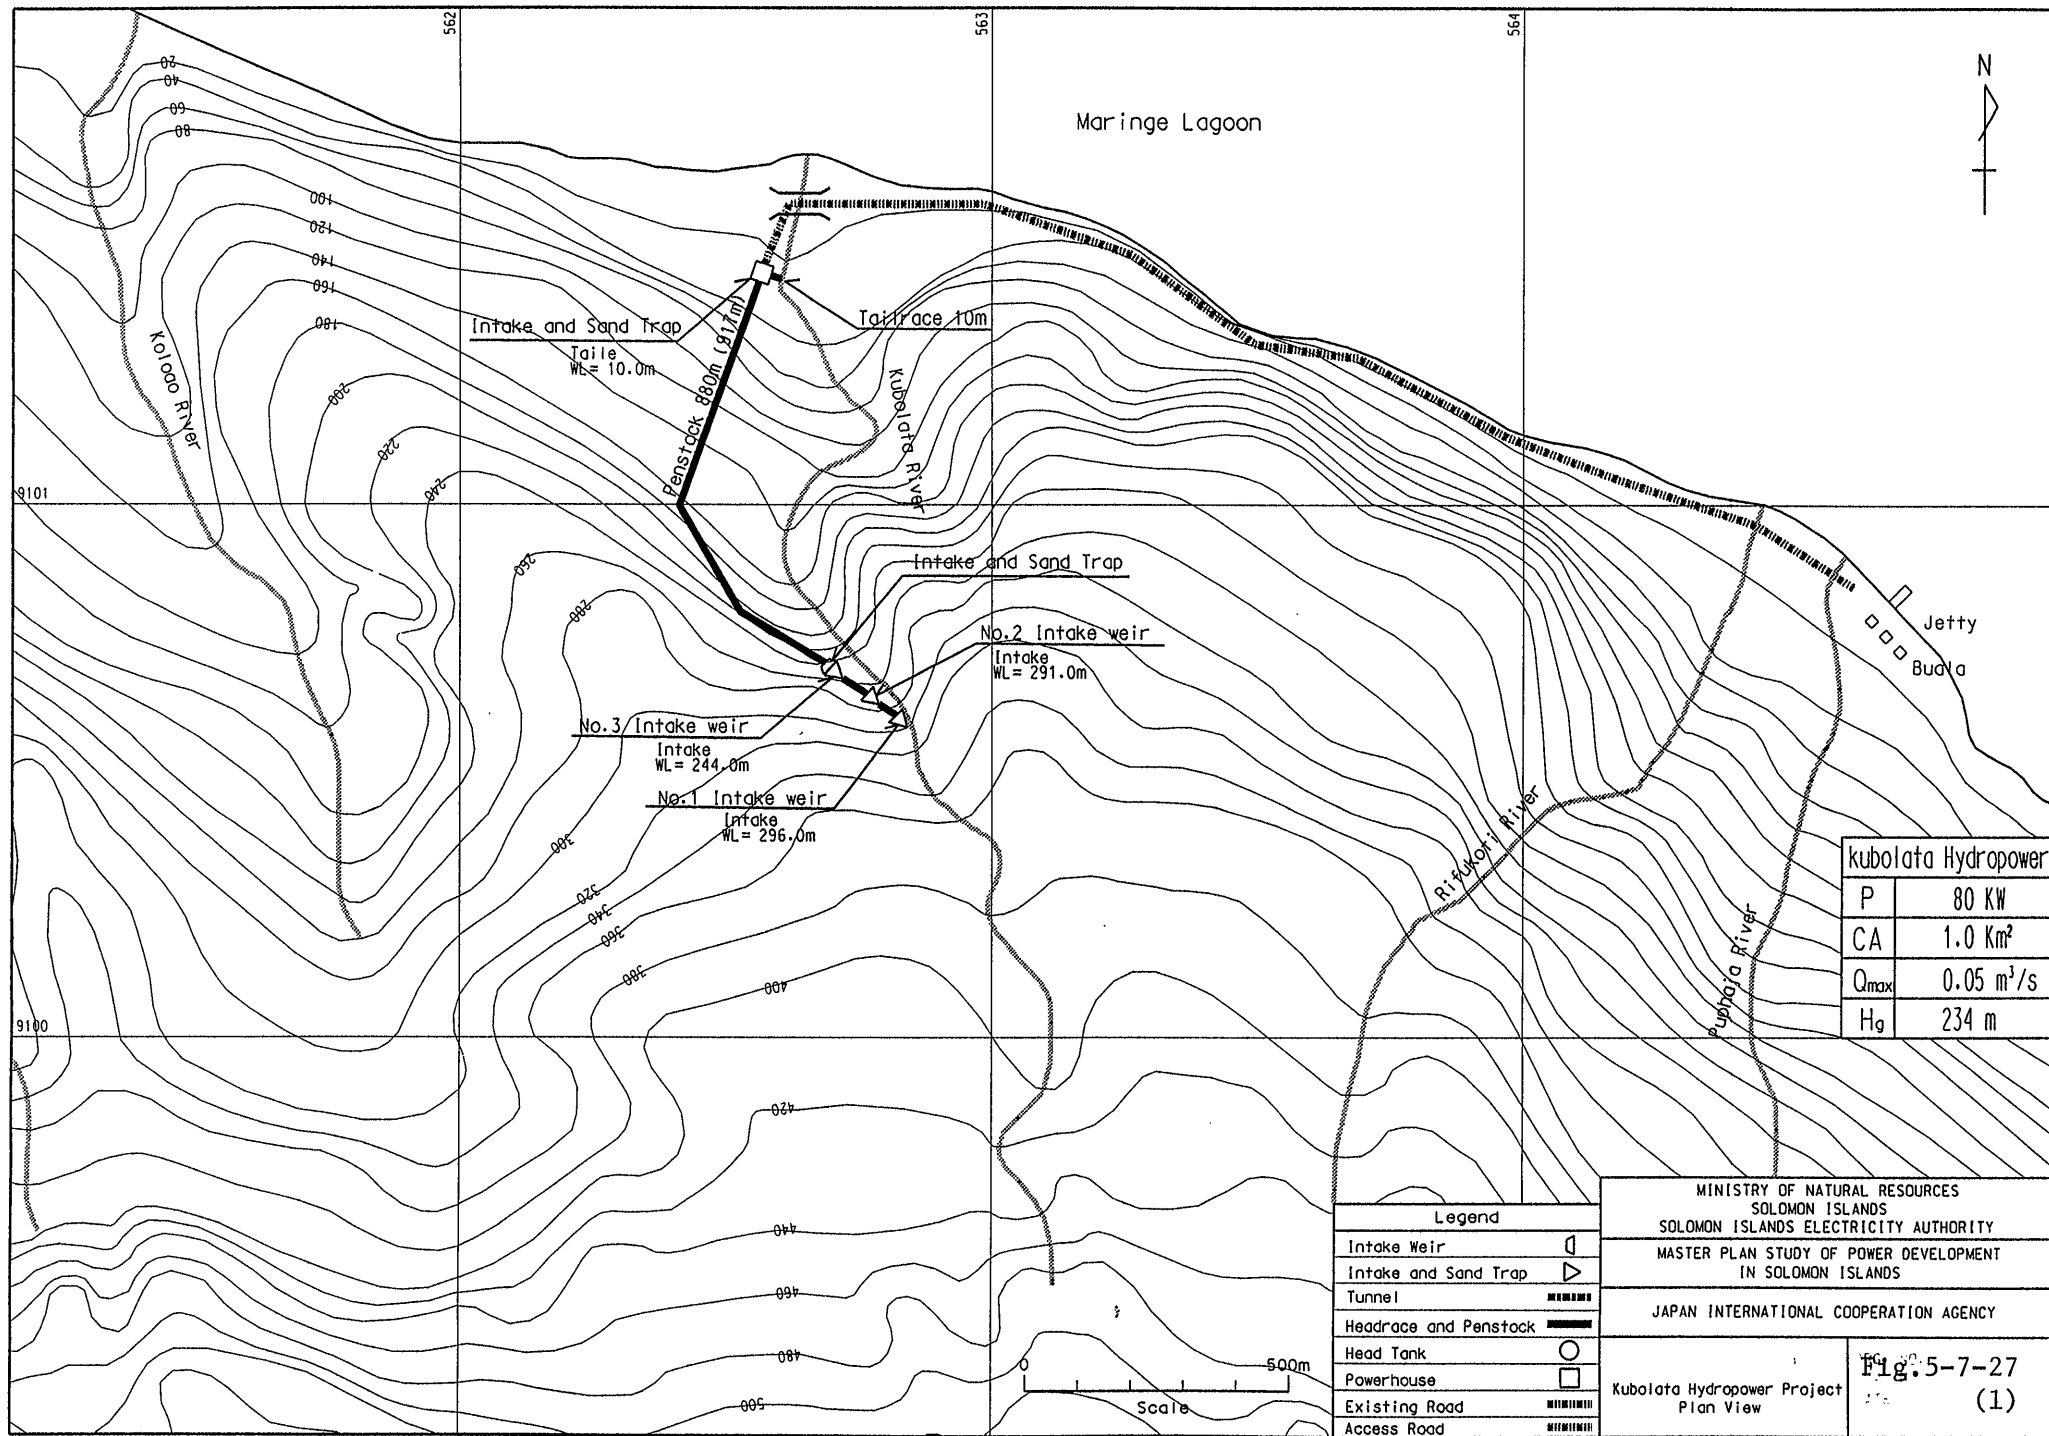 562
563
564
N
Maringe Lagoon
20
40
60
80
100
120
140
160
180
200
220
240
260
280
300
320
340
360
380
400
420
440
460
480
500
Koloao River
Intake and Sand Trap
Taile
WL= 10.0m
Tailrace 10m
Penstock 880m (917m)
Kubolata River
9101
Intake and Sand Trap
No.2 Intake weir
Intake
WL= 291.0m
No.3 Intake weir
Intake
WL= 244.0m
No.1 Intake weir
Intake
WL= 296.0m
Jetty
Buala
Rifukori River
Puphaja River
9100
kubolata Hydropower
P 80 KW
CA 1.0 Km²
Qmax 0.05 m³/s
Hg 234 m
0 500m
Scale
Legend
Intake Weir
Intake and Sand Trap
Tunnel
Headrace and Penstock
Head Tank
Powerhouse
Existing Road
Access Road
MINISTRY OF NATURAL RESOURCES
SOLOMON ISLANDS
SOLOMON ISLANDS ELECTRICITY AUTHORITY
MASTER PLAN STUDY OF POWER DEVELOPMENT
IN SOLOMON ISLANDS
JAPAN INTERNATIONAL COOPERATION AGENCY
Kubolata Hydropower Project
Plan View
Fig.5-7-27
(1)